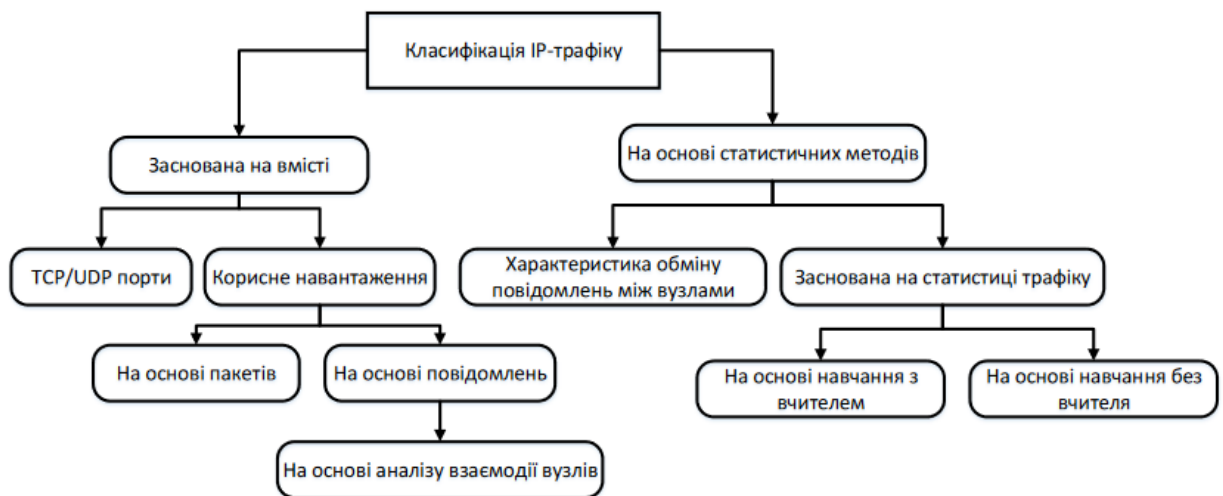 Класифікація IP-трафіку
Заснована на вмісті
На основі статистичних методів
TCP/UDP порти
Корисне навантаження
Характеристика обміну
повідомлень між вузлами
Заснована на статистиці трафіку
На основі пакетів
На основі повідомлень
На основі навчання з
вчителем
На основі навчання без
вчителя
На основі аналізу взаємодії вузлів